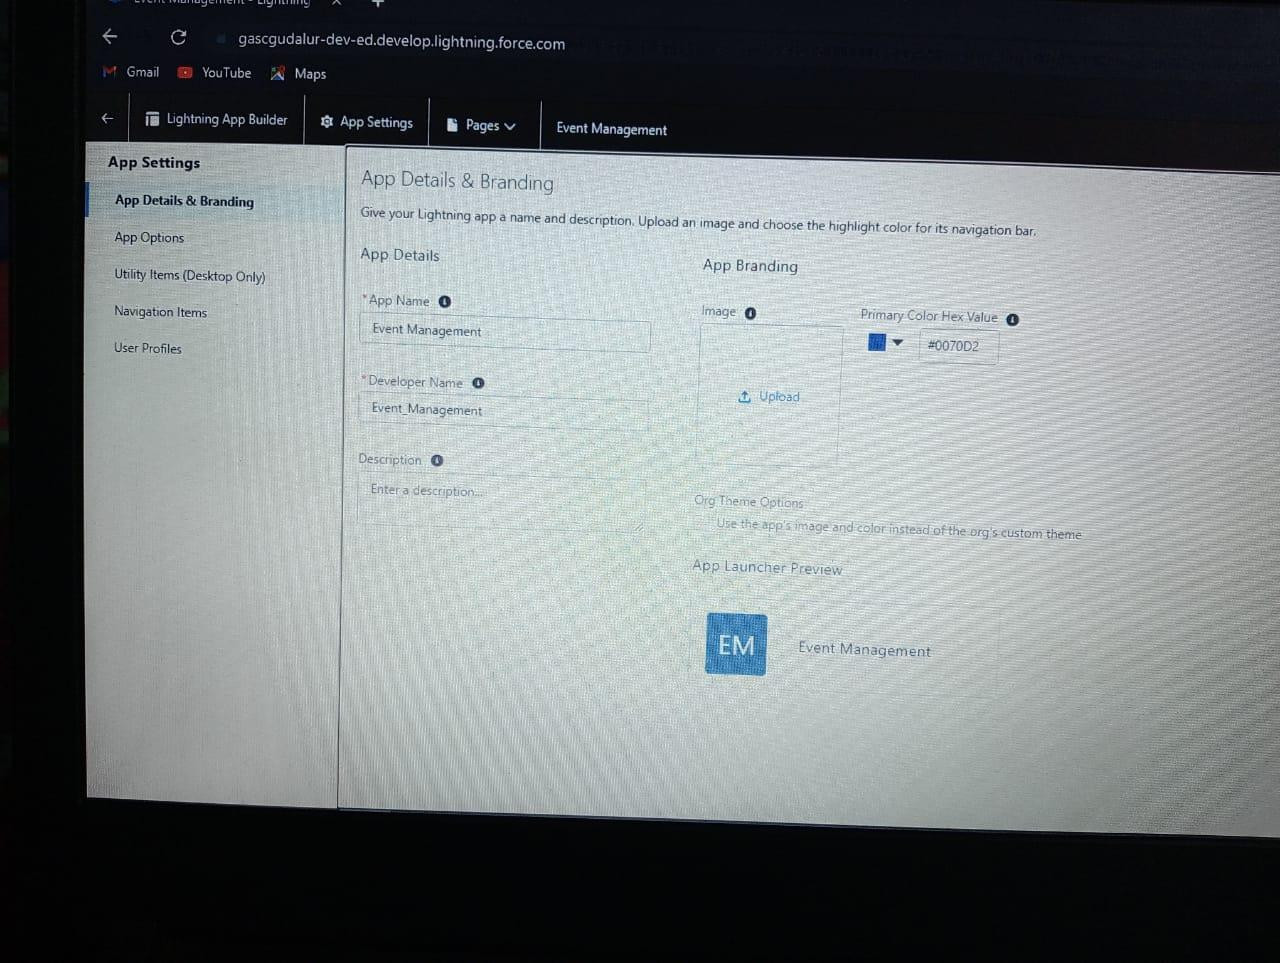 gascgudalur-dev-ed.develop.lightning.force.com
Gmail YouTube Maps
Lightning App Builder App Settings Pages Event Management
App Settings
App Details & Branding
App Options
Utility Items (Desktop Only)
Navigation Items
User Profiles
App Details & Branding
Give your Lightning app a name and description. Upload an image and choose the highlight color for its navigation bar.
App Details
*App Name
Event Management
*Developer Name
Event_Management
Description
Enter a description...
App Branding
Image
Upload
Primary Color Hex Value
#0070D2
Org Theme Options
Use the app's image and color instead of the org's custom theme
App Launcher Preview
EM Event Management